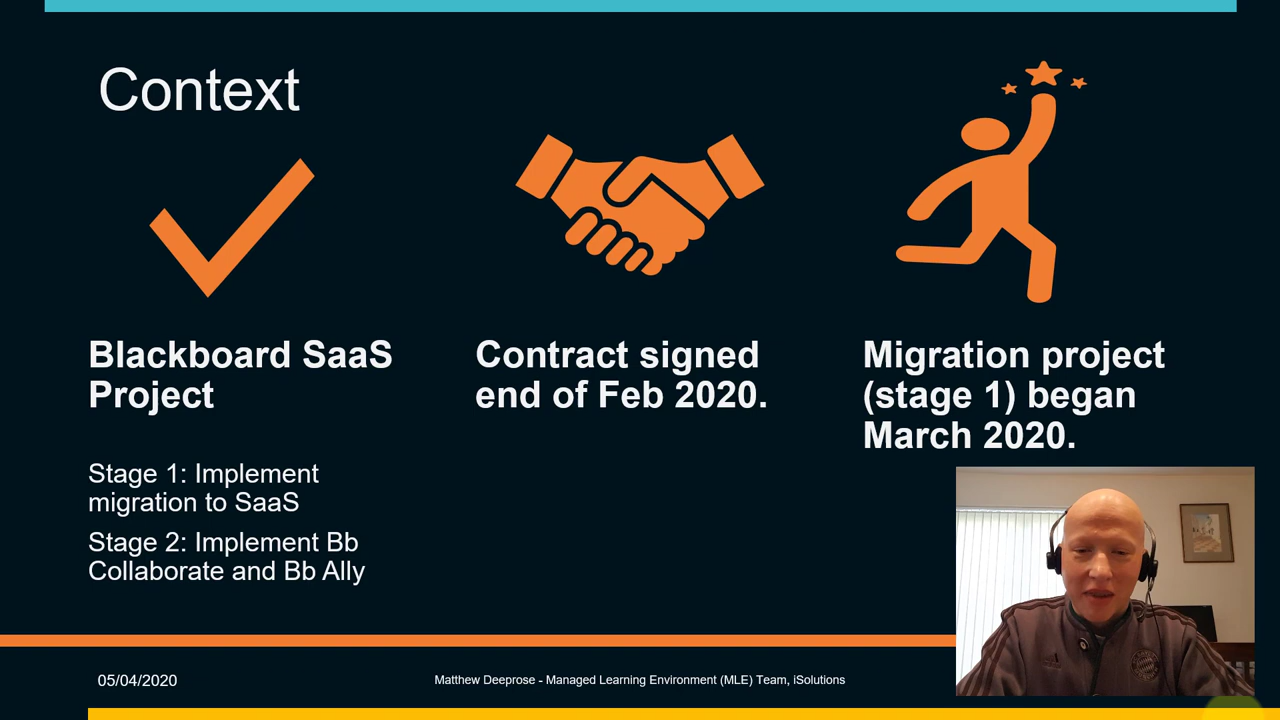 Context
Blackboard SaaS
Project
Stage 1: Implement
migration to SaaS
Stage 2: Implement Bb
Collaborate and Bb Ally
Contract signed
end of Feb 2020.
Migration project
(stage 1) began
March 2020.
05/04/2020
Matthew Deeprose - Managed Learning Environment (MLE) Team, iSolutions